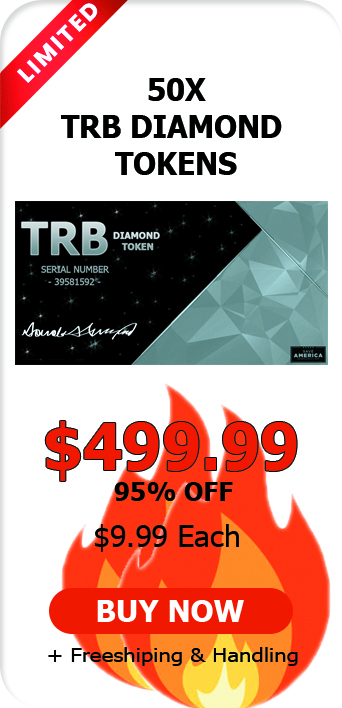 LIMITED
50X
TRB DIAMOND
TOKENS
TRB DIAMOND
TOKEN
SERIAL NUMBER
- 39581592 -
AMERICA
$499.99
95% OFF
$9.99 Each
BUY NOW
+ Freeshiping & Handling